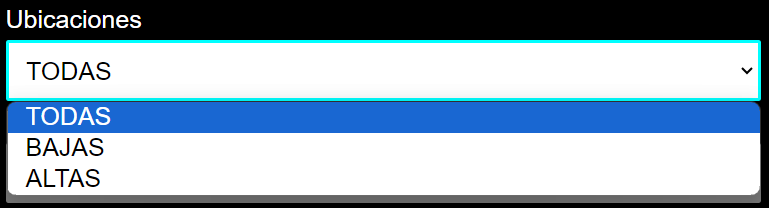 Ubicaciones
TODAS
TODAS
BAJAS
ALTAS